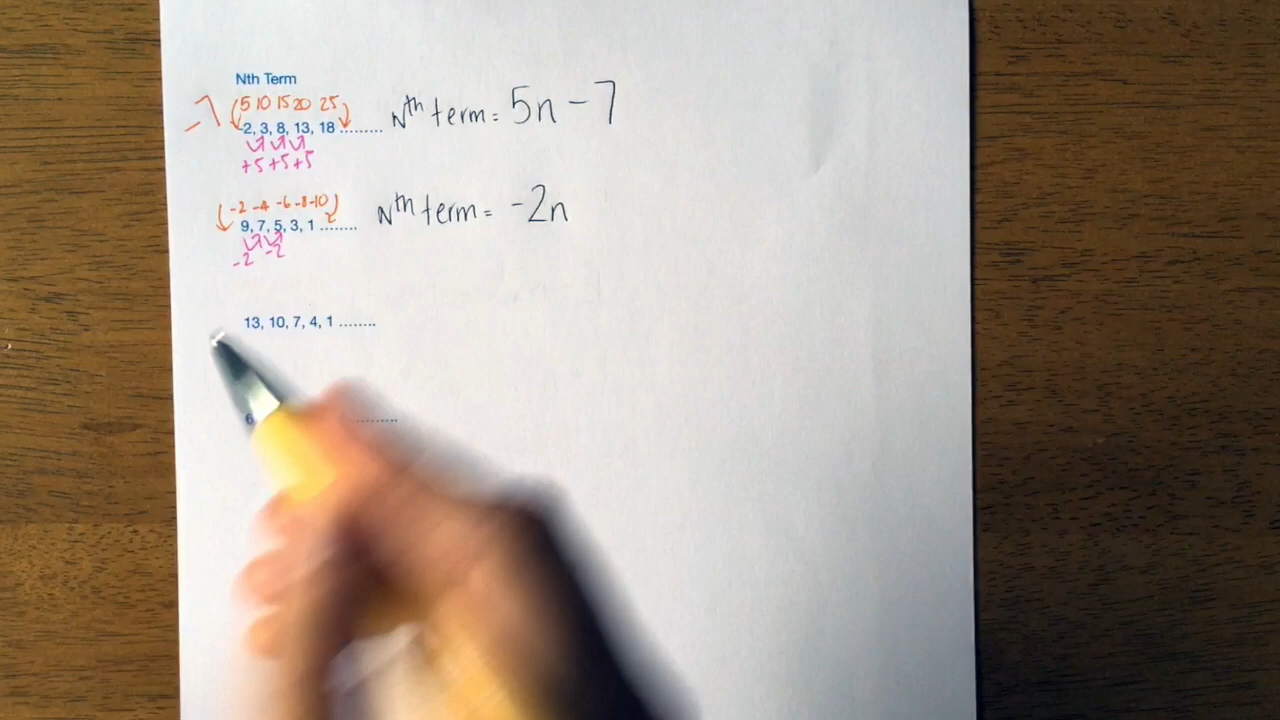 Nth Term
-7 (5 10 15 20 25)
-2, 3, 8, 13, 18 ......... Nth term = 5n - 7
+5 +5 +5
(-2 -4 -6 -8 -10)
9, 7, 5, 3, 1 ........ Nth term = -2n
-2 -2
13, 10, 7, 4, 1 ........
6